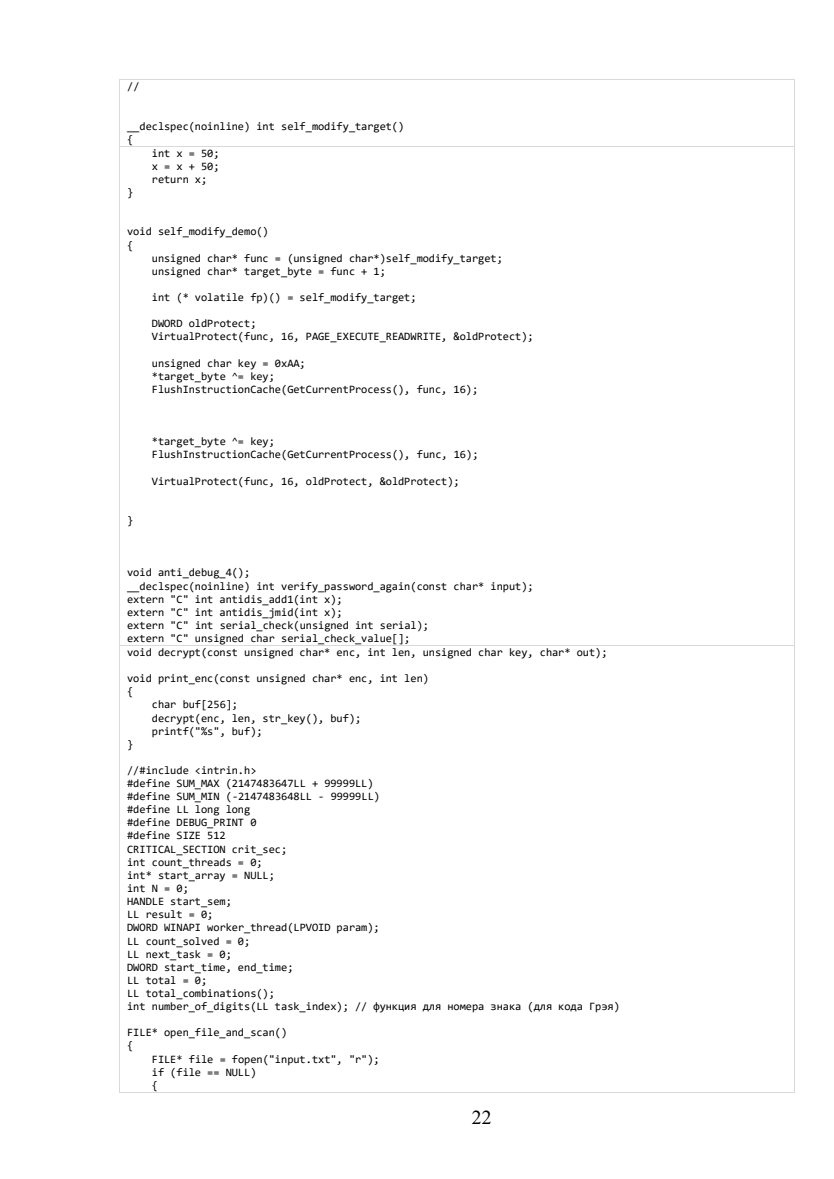 //
__declspec(noinline) int self_modify_target()
{
int x = 50;
x = x + 50;
return x;
}
void self_modify_demo()
{
unsigned char* func = (unsigned char*)self_modify_target;
unsigned char* target_byte = func + 1;
int (* volatile fp)() = self_modify_target;
DWORD oldProtect;
VirtualProtect(func, 16, PAGE_EXECUTE_READWRITE, &oldProtect);
unsigned char key = 0xAA;
*target_byte ^= key;
FlushInstructionCache(GetCurrentProcess(), func, 16);
*target_byte ^= key;
FlushInstructionCache(GetCurrentProcess(), func, 16);
VirtualProtect(func, 16, oldProtect, &oldProtect);
}
void anti_debug_4();
__declspec(noinline) int verify_password_again(const char* input);
extern "C" int antidis_add1(int x);
extern "C" int antidis_jmid(int x);
extern "C" int serial_check(unsigned int serial);
extern "C" unsigned char serial_check_value[];
void decrypt(const unsigned char* enc, int len, unsigned char key, char* out);
void print_enc(const unsigned char* enc, int len)
{
char buf[256];
decrypt(enc, len, str_key(), buf);
printf("%s", buf);
}
//#include <intrin.h>
#define SUM_MAX (2147483647LL + 99999LL)
#define SUM_MIN (-2147483648LL - 99999LL)
#define LL long long
#define DEBUG_PRINT 0
#define SIZE 512
CRITICAL_SECTION crit_sec;
int count_threads = 0;
int* start_array = NULL;
int N = 0;
HANDLE start_sem;
LL result = 0;
DWORD WINAPI worker_thread(LPVOID param);
LL count_solved = 0;
LL next_task = 0;
DWORD start_time, end_time;
LL total = 0;
LL total_combinations();
int number_of_digits(LL task_index); // функция для номера знака (для кода Грэя)
FILE* open_file_and_scan()
{
FILE* file = fopen("input.txt", "r");
if (file == NULL)
{
22